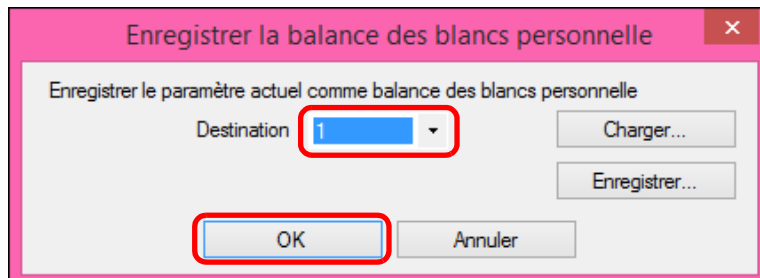 Enregistrer la balance des blancs personnelle
Enregistrer le paramètre actuel comme balance des blancs personnelle
Destination 1 Charger...
Enregistrer...
OK Annuler